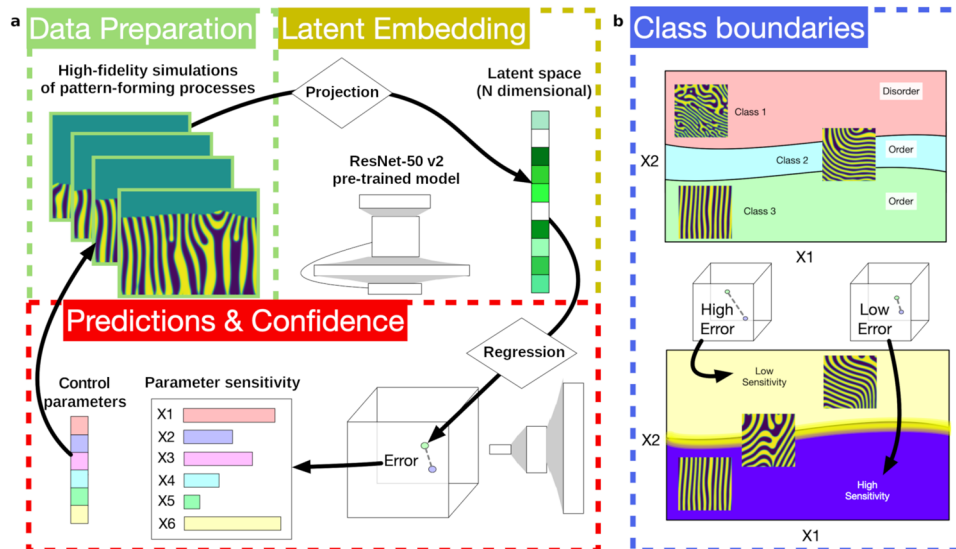 a
Data Preparation
Latent Embedding
High-fidelity simulations
of pattern-forming processes
Projection
Latent space
(N dimensional)
ResNet-50 v2
pre-trained model
Predictions & Confidence
Regression
Control
parameters
Parameter sensitivity
X1
X2
X3
X4
X5
X6
Error
b
Class boundaries
Disorder
Class 1
Order
Class 2
X2
Order
Class 3
X1
High
Error
Low
Error
Low
Sensitivity
X2
High
Sensitivity
X1